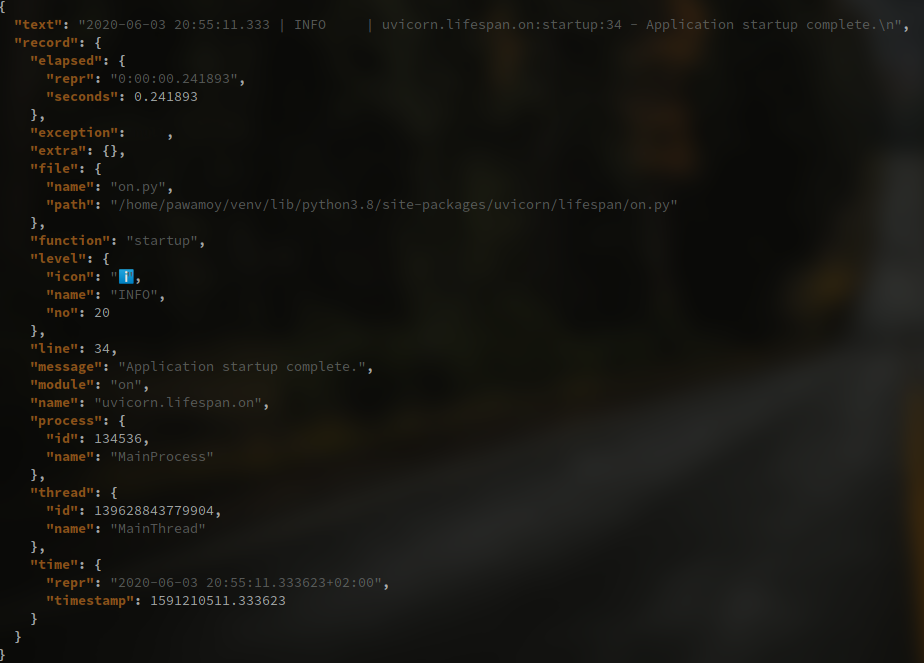 {
  "text": "2020-06-03 20:55:11.333 | INFO     | uvicorn.lifespan.on:startup:34 - Application startup complete.\n",
  "record": {
    "elapsed": {
      "repr": "0:00:00.241893",
      "seconds": 0.241893
    },
    "exception":     ,
    "extra": {},
    "file": {
      "name": "on.py",
      "path": "/home/pawamoy/venv/lib/python3.8/site-packages/uvicorn/lifespan/on.py"
    },
    "function": "startup",
    "level": {
      "icon": "ℹ️,
      "name": "INFO",
      "no": 20
    },
    "line": 34,
    "message": "Application startup complete.",
    "module": "on",
    "name": "uvicorn.lifespan.on",
    "process": {
      "id": 134536,
      "name": "MainProcess"
    },
    "thread": {
      "id": 139628843779904,
      "name": "MainThread"
    },
    "time": {
      "repr": "2020-06-03 20:55:11.333623+02:00",
      "timestamp": 1591210511.333623
    }
  }
}